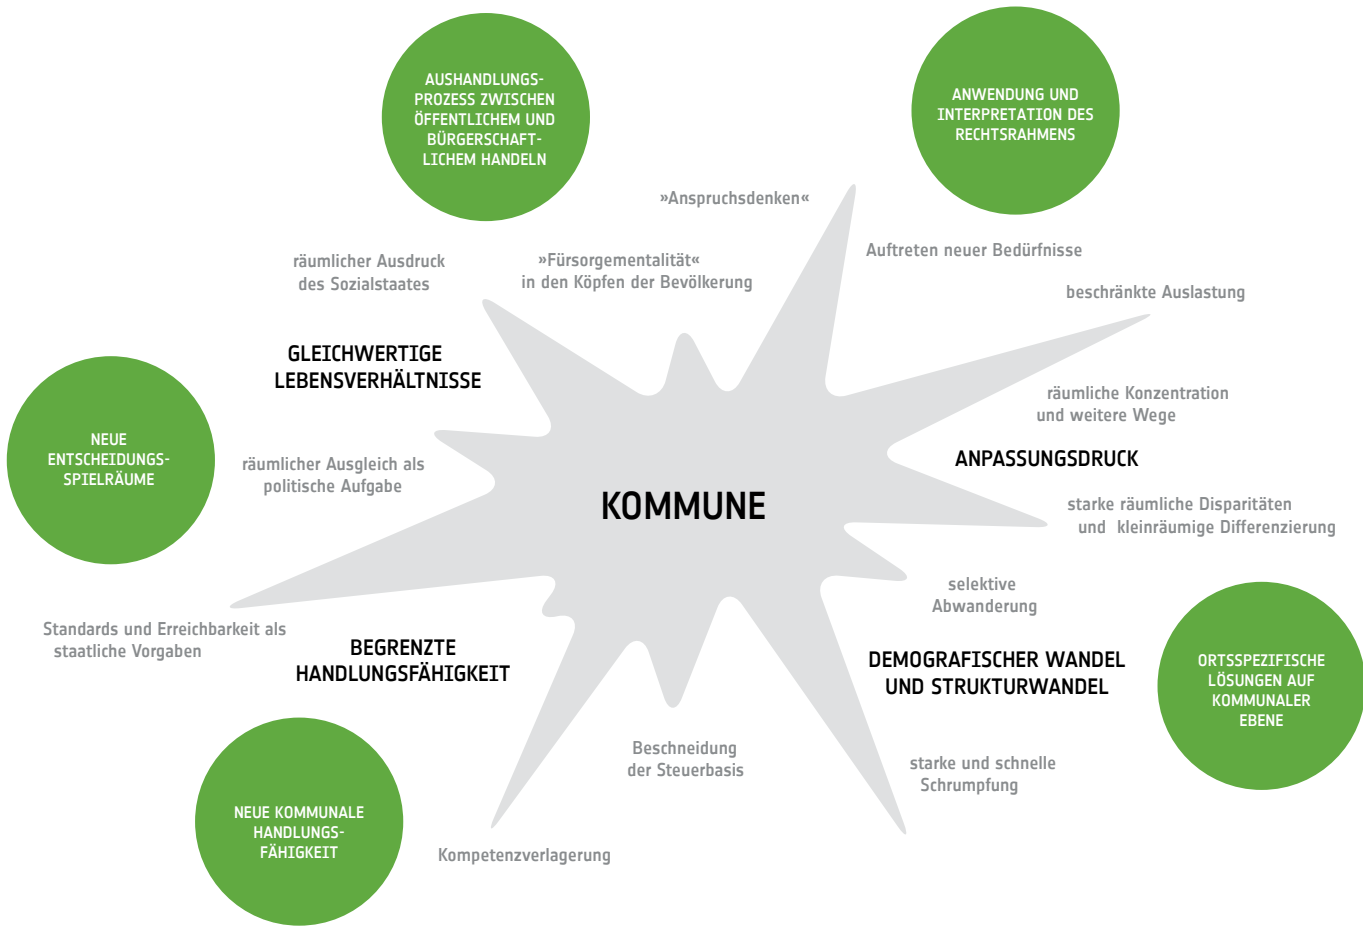 AUSHANDLUNGS-
PROZESS ZWISCHEN
ÖFFENTLICHEM UND
BÜRGERSCHAFT-
LICHEM HANDELN
ANWENDUNG UND
INTERPRETATION DES
RECHTSRAHMENS
»Anspruchsdenken«
Auftreten neuer Bedürfnisse
räumlicher Ausdruck
des Sozialstaates
»Fürsorgementalität«
in den Köpfen der Bevölkerung
beschränkte Auslastung
GLEICHWERTIGE
LEBENSVERHÄLTNISSE
räumliche Konzentration
und weitere Wege
NEUE
ENTSCHEIDUNGS-
SPIELRÄUME
räumlicher Ausgleich als
politische Aufgabe
ANPASSUNGSDRUCK
KOMMUNE
starke räumliche Disparitäten
und kleinräumige Differenzierung
selektive
Abwanderung
Standards und Erreichbarkeit als
staatliche Vorgaben
BEGRENZTE
HANDLUNGSFÄHIGKEIT
DEMOGRAFISCHER WANDEL
UND STRUKTURWANDEL
ORTSSPEZIFISCHE
LÖSUNGEN AUF
KOMMUNALER
EBENE
Beschneidung
der Steuerbasis
starke und schnelle
Schrumpfung
NEUE KOMMUNALE
HANDLUNGS-
FÄHIGKEIT
Kompetenzverlagerung